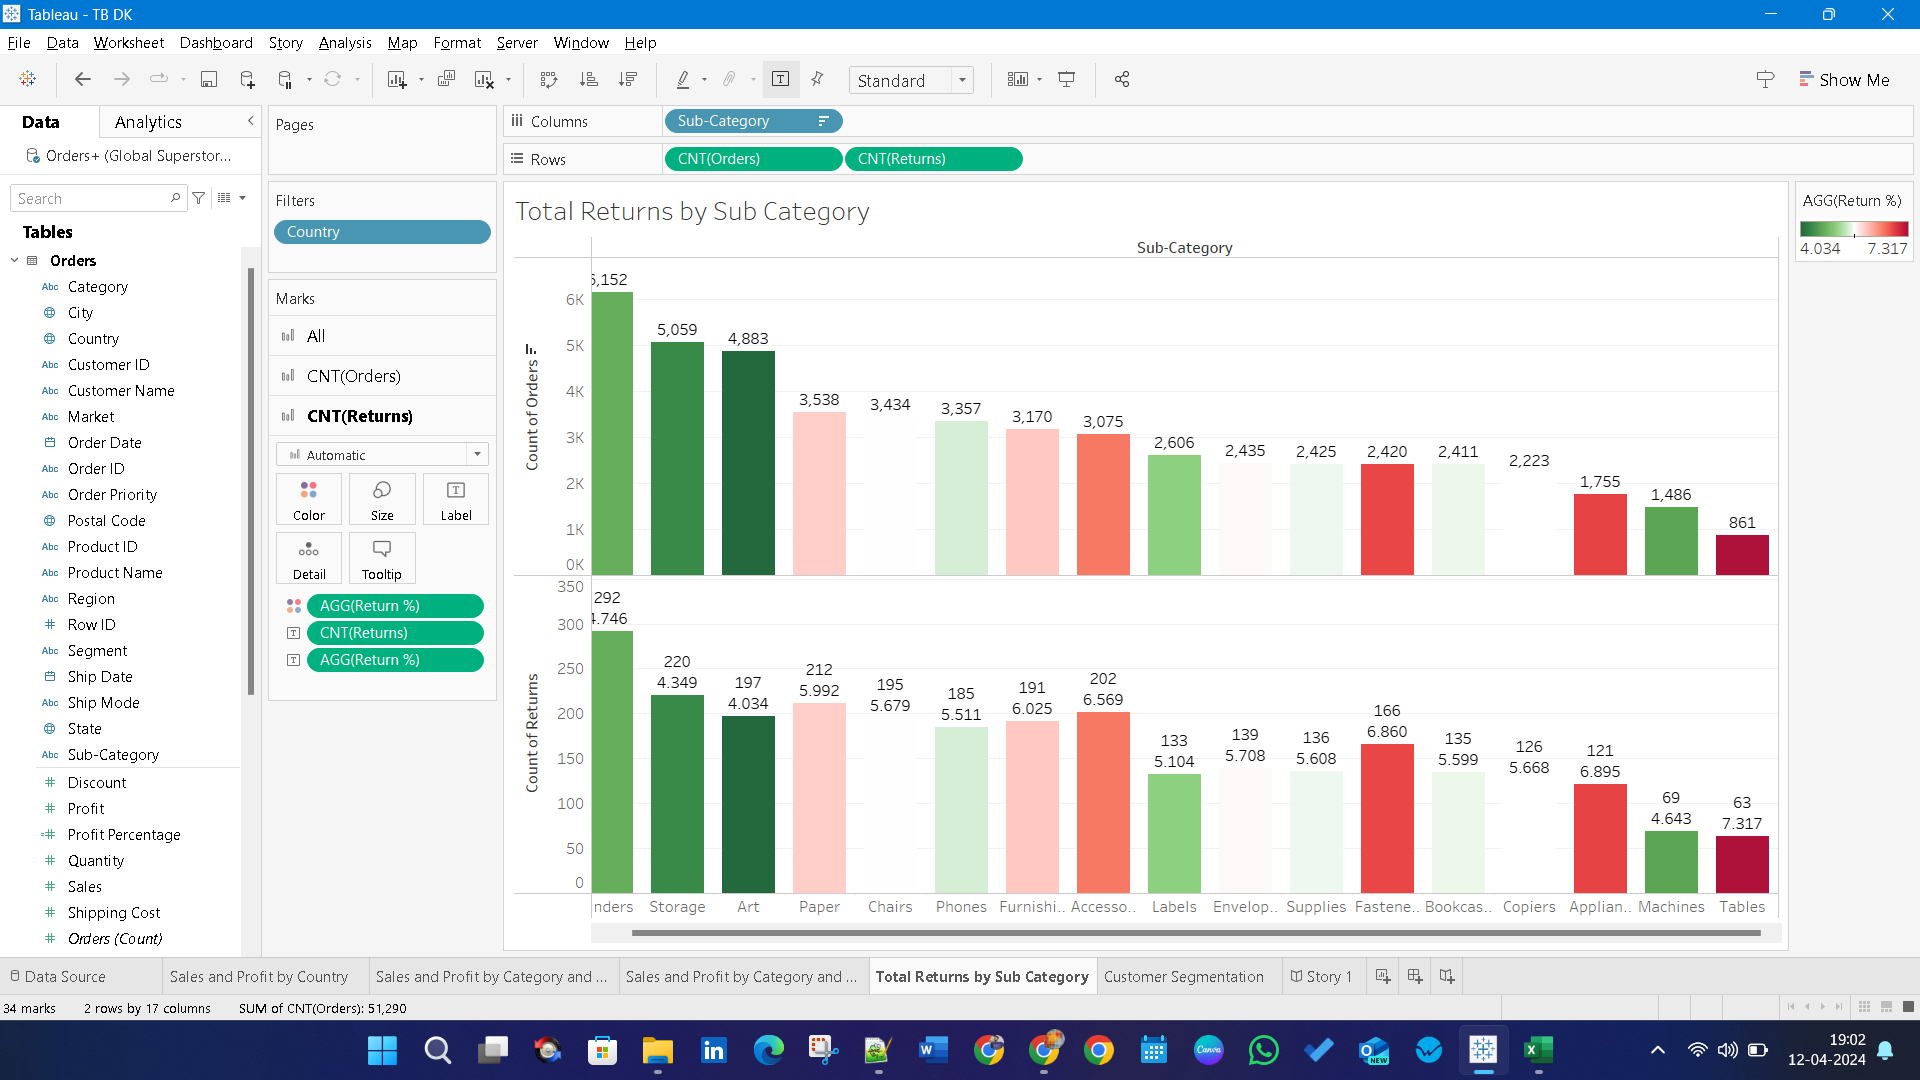 Tableau - TB DK
File Data Worksheet Dashboard Story Analysis Map Format Server Window Help
Standard
Show Me
Data Analytics
Orders+ (Global Superstor...
Search
Tables
Orders
Category
City
Country
Customer ID
Customer Name
Market
Order Date
Order ID
Order Priority
Postal Code
Product ID
Product Name
Region
Row ID
Segment
Ship Date
Ship Mode
State
Sub-Category
Discount
Profit
Profit Percentage
Quantity
Sales
Shipping Cost
Orders (Count)
Pages
Filters
Country
Marks
All
CNT(Orders)
CNT(Returns)
Automatic
Color Size Label
Detail Tooltip
AGG(Return %)
CNT(Returns)
AGG(Return %)
Columns Sub-Category
Rows CNT(Orders) CNT(Returns)
Total Returns by Sub Category
Sub-Category
Count of Orders
6K
5K
4K
3K
2K
1K
0K
6,152 5,059 4,883 3,538 3,434 3,357 3,170 3,075 2,606 2,435 2,425 2,420 2,411 2,223 1,755 1,486 861
Count of Returns
350
300
250
200
150
100
50
0
292 220 197 212 195 185 191 202 133 139 136 166 135 126 121 69 63
4.746 4.349 4.034 5.992 5.679 5.511 6.025 6.569 5.104 5.708 5.608 6.860 5.599 5.668 6.895 4.643 7.317
nders Storage Art Paper Chairs Phones Furnishi.. Accesso.. Labels Envelop.. Supplies Fastene.. Bookcas.. Copiers Applian.. Machines Tables
AGG(Return %)
4.034 7.317
Data Source Sales and Profit by Country Sales and Profit by Category and ... Sales and Profit by Category and ... Total Returns by Sub Category Customer Segmentation Story 1
34 marks 2 rows by 17 columns SUM of CNT(Orders): 51,290
19:02
12-04-2024